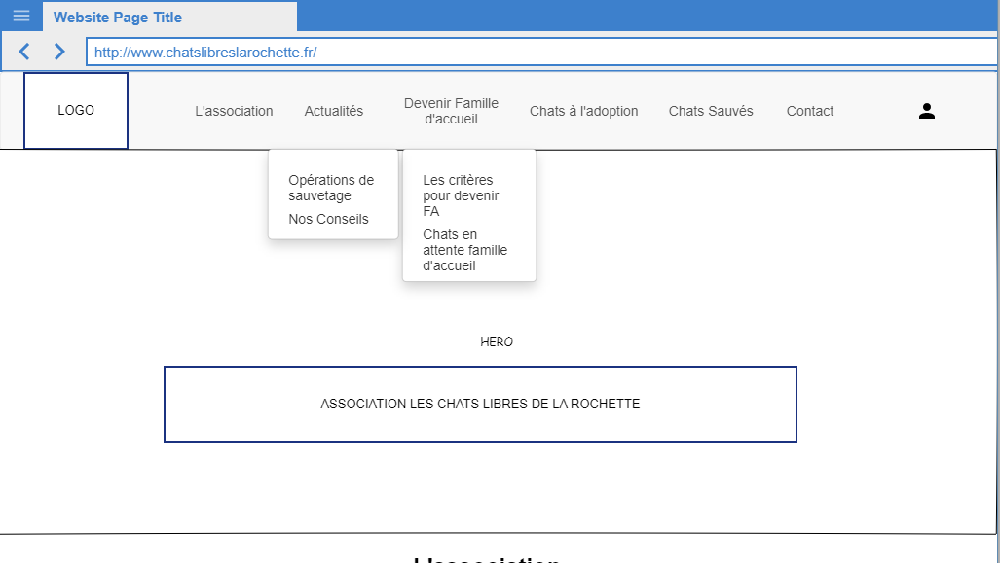 Website Page Title
http://www.chatslibreslarochette.fr/
LOGO
L'association
Actualités
Devenir Famille
d'accueil
Chats à l'adoption
Chats Sauvés
Contact
Opérations de
sauvetage
Nos Conseils
Les critères
pour devenir
FA
Chats en
attente famille
d'accueil
HERO
ASSOCIATION LES CHATS LIBRES DE LA ROCHETTE
L'association